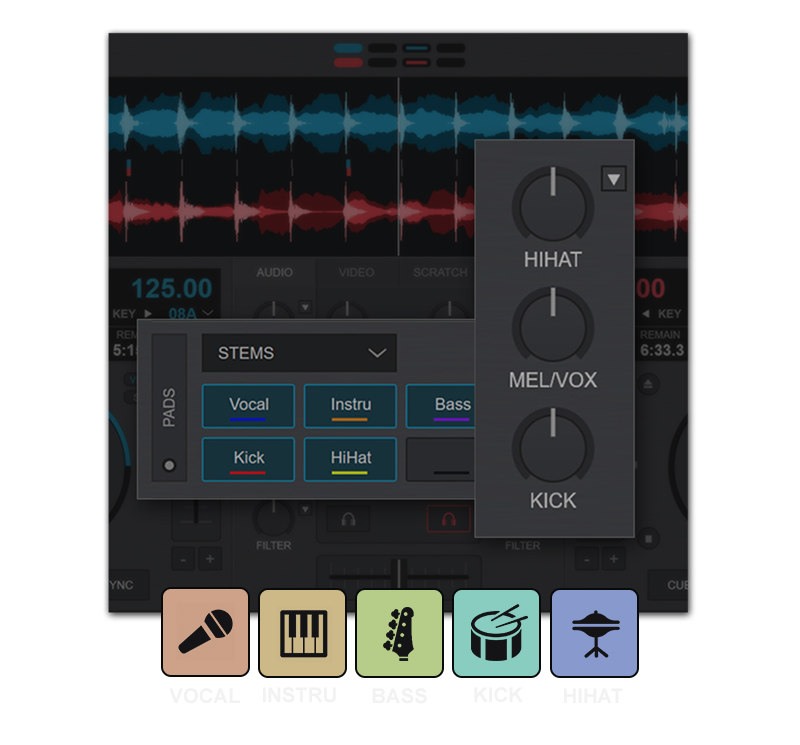 AUDIO VIDEO SCRATCH
125.00
00
KEY 08A
KEY
REM
5:1
REMAIN
6:33.3
HIHAT
MEL/VOX
KICK
PADS
STEMS
Vocal Instru Bass
Kick HiHat
FILTER
FILTER
- +
- +
YNC
CUE
VOCAL INSTRU BASS KICK HIHAT